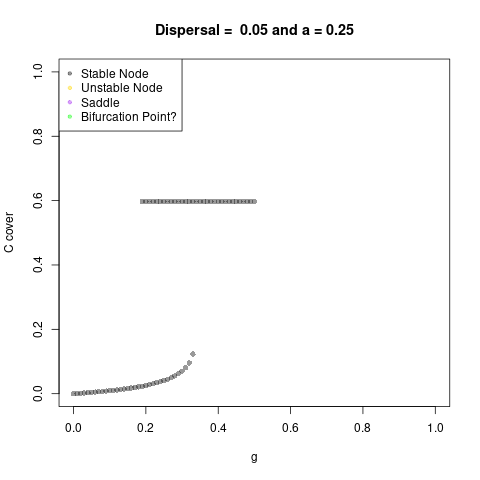 Dispersal =  0.05 and a = 0.25
Stable Node
Unstable Node
Saddle
Bifurcation Point?
C cover
1.0
0.8
0.6
0.4
0.2
0.0
0.0 0.2 0.4 0.6 0.8 1.0
g